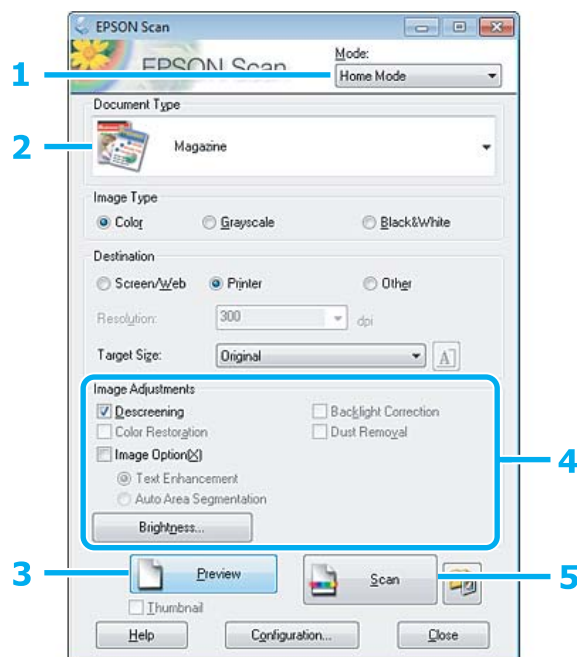 EPSON Scan
EPSON Scan
Mode:
1
Home Mode
Document Type
2
Magazine
Image Type
Color Grayscale Black&White
Destination
Screen/Web Printer Other
Resolution: 300 dpi
Target Size: Original A
Image Adjustments
Descreening Backlight Correction
Color Restoration Dust Removal
Image Option(X)
4
Text Enhancement
Auto Area Segmentation
Brightness...
3 Preview Scan 5
Thumbnail
Help Configuration... Close